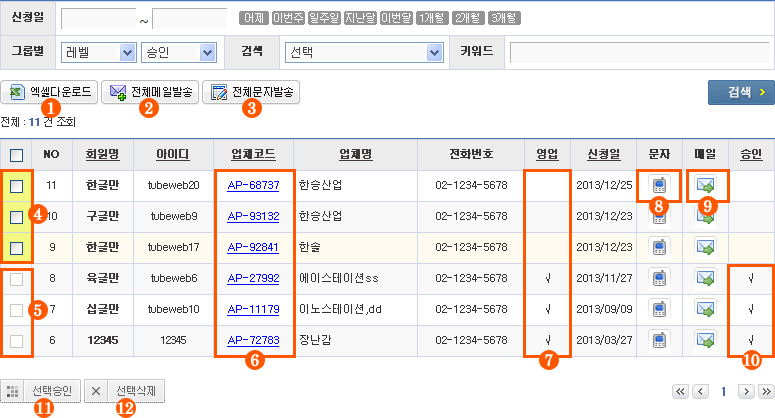 신청일 ~ 어제 이번주 일주일 지난달 이번달 1개월 2개월 3개월
그룹별 레벨 승인 검색 선택 키워드
엑셀다운로드 전체메일발송 전체문자발송 검색
1 2 3
전체 : 11 건 조회
NO 회원명 아이디 업체코드 업체명 전화번호 영업 신청일 문자 메일 승인
11 한글만 tubeweb20 AP-68737 한승산업 02-1234-5678 2013/12/25
8 9
4 10 구글만 tubeweb9 AP-93132 한승산업 02-1234-5678 2013/12/23
9 한글만 tubeweb17 AP-92841 한솔 02-1234-5678 2013/12/23
8 육글만 tubeweb6 AP-27992 에이스테이션ss 02-1234-5678 √ 2013/11/27 √
5 7 십글만 tubeweb10 AP-11179 이노스테이션,dd 02-1234-5678 √ 2013/09/09 √
6 12345 12345 AP-72783 장난감 02-1234-5678 √ 2013/03/27 √
6 7 10
선택승인 선택삭제 1
11 12